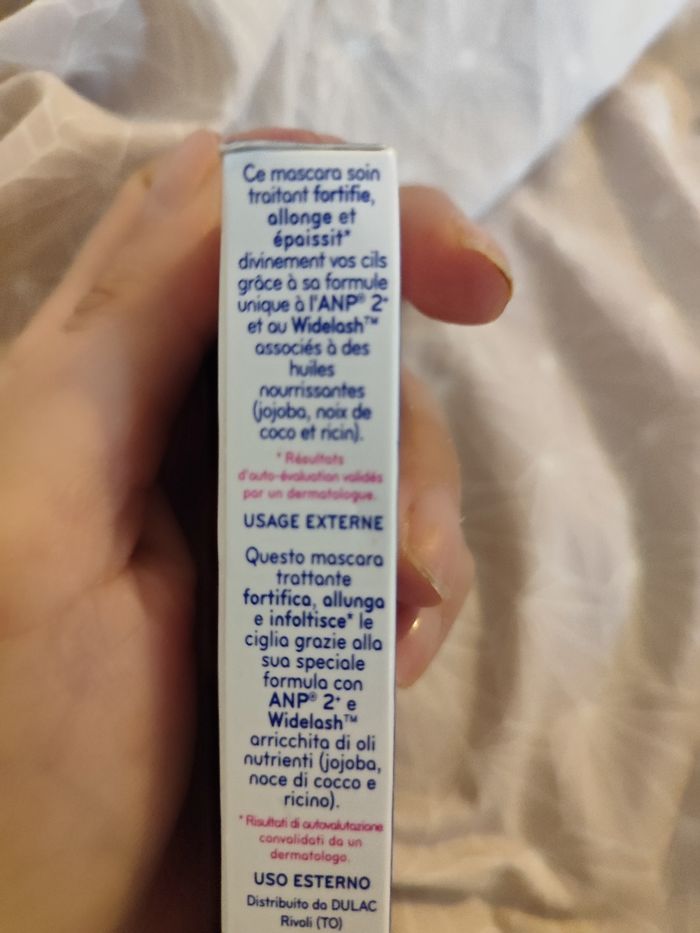 Ce mascara soin
traitant fortifie,
allonge et
épaissit*
divinement vos cils
grâce à sa formule
unique à l'ANP® 2+
et au Widelash™
associés à des
huiles
nourrissantes
(jojoba, noix de
coco et ricin).
* Résultats
d'auto-évaluation validés
par un dermatologue.
USAGE EXTERNE
Questo mascara
trattante
fortifica, allunga
e infoltisce* le
ciglia grazie alla
sua speciale
formula con
ANP® 2+ e
Widelash™
arricchita di oli
nutrienti (jojoba,
noce di cocco e
ricino).
* Risultati di autovalutazione
convalidati da un
dermatologo.
USO ESTERNO
Distribuito da DULAC
Rivoli (TO)